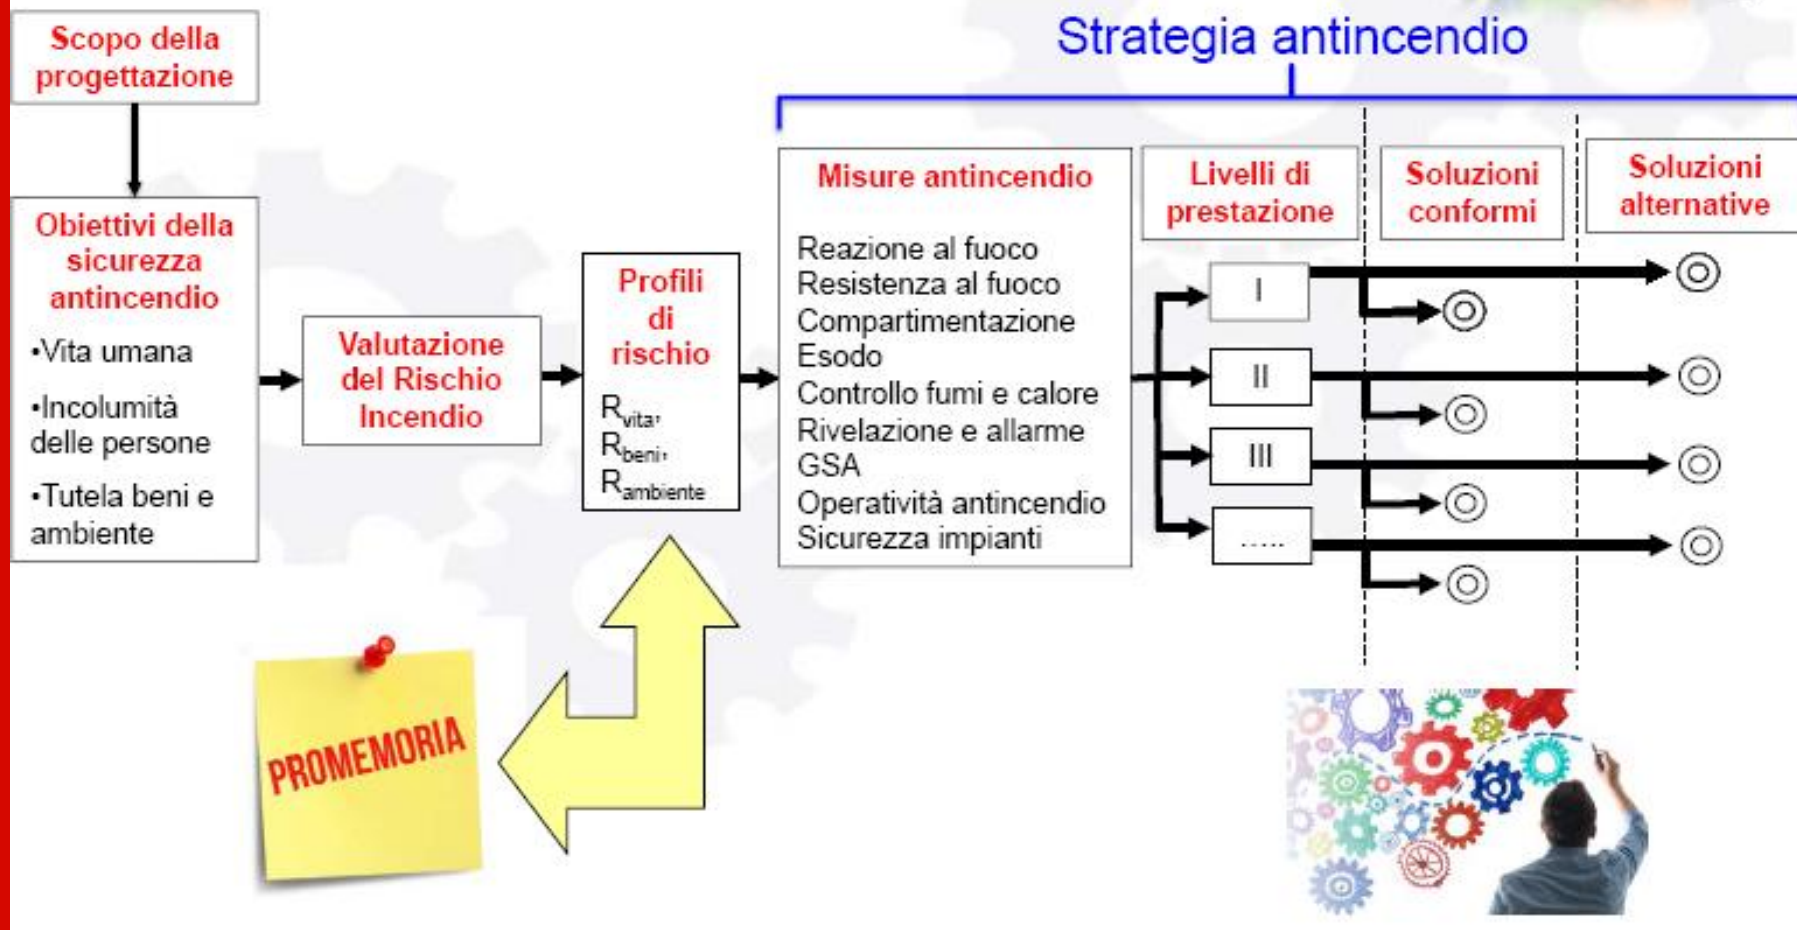 Strategia antincendio
Scopo della
progettazione
Obiettivi della
sicurezza
antincendio
•Vita umana
•Incolumità
delle persone
•Tutela beni e
ambiente
Valutazione
del Rischio
Incendio
Profili
di
rischio
Rvita,
Rbeni,
Rambiente
Misure antincendio
Reazione al fuoco
Resistenza al fuoco
Compartimentazione
Esodo
Controllo fumi e calore
Rivelazione e allarme
GSA
Operatività antincendio
Sicurezza impianti
Livelli di
prestazione
I
II
III
.....
Soluzioni
conformi
Soluzioni
alternative
PROMEMORIA